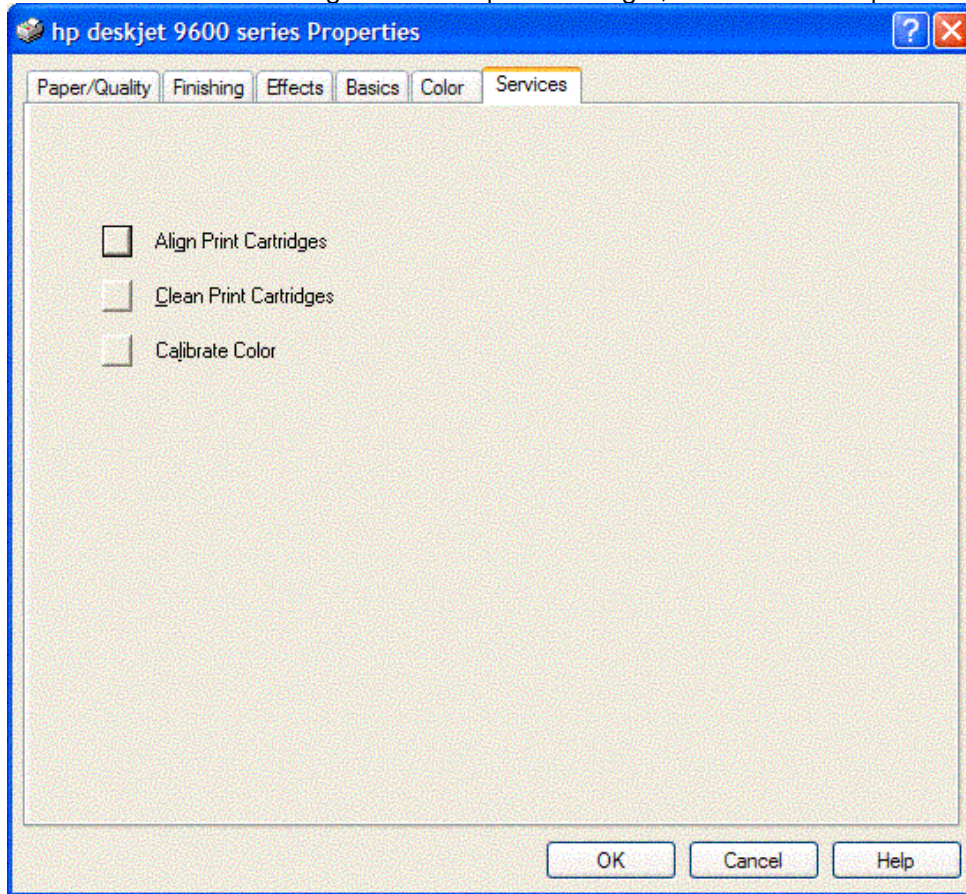 hp deskjet 9600 series Properties
Paper/Quality Finishing Effects Basics Color Services
Align Print Cartridges
Clean Print Cartridges
Calibrate Color
OK Cancel Help